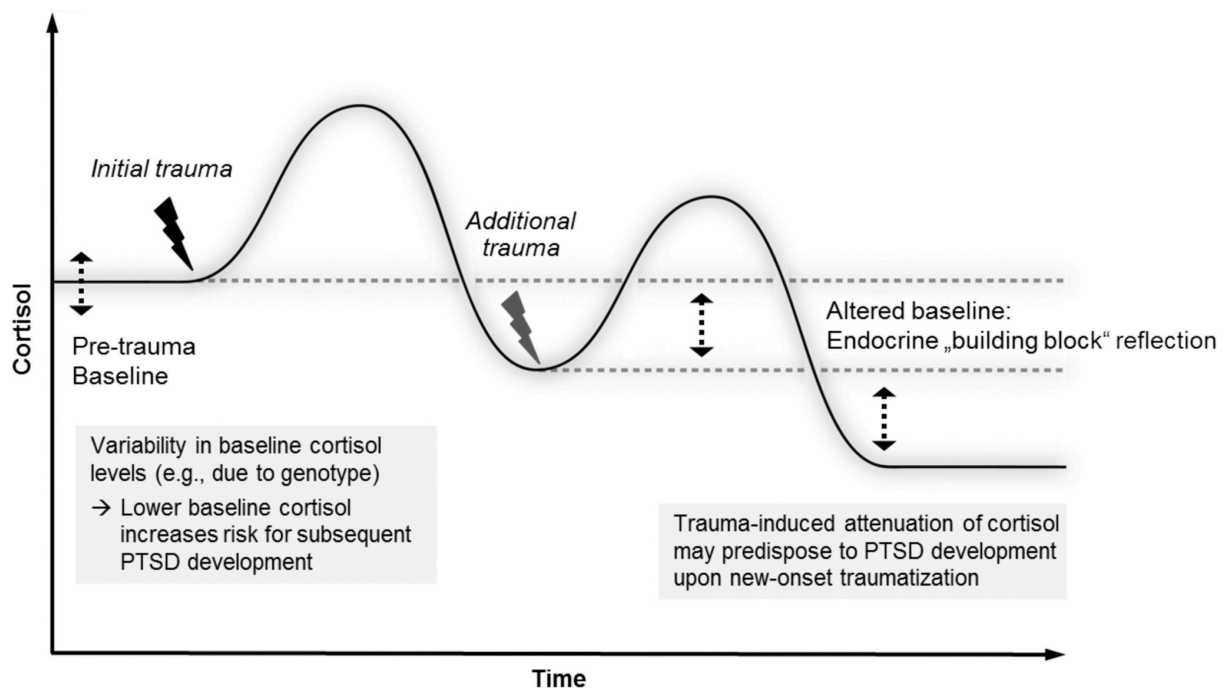 Initial trauma
Additional
trauma
Cortisol
Pre-trauma
Baseline
Altered baseline:
Endocrine „building block“ reflection
Variability in baseline cortisol
levels (e.g., due to genotype)
→ Lower baseline cortisol
increases risk for subsequent
PTSD development
Trauma-induced attenuation of cortisol
may predispose to PTSD development
upon new-onset traumatization
Time